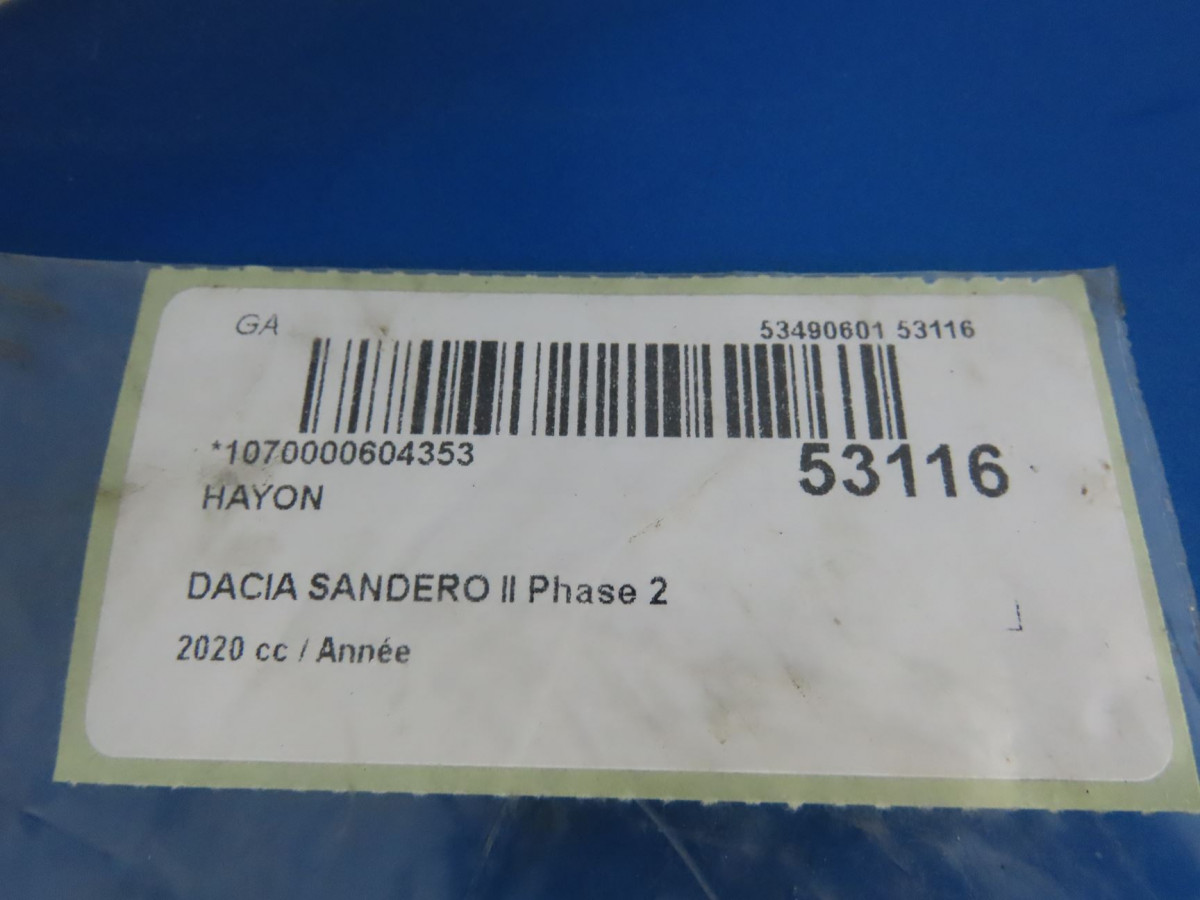 GA
53490601 53116
*1070000604353
53116
HAYON
DACIA SANDERO II Phase 2
2020 cc / Année